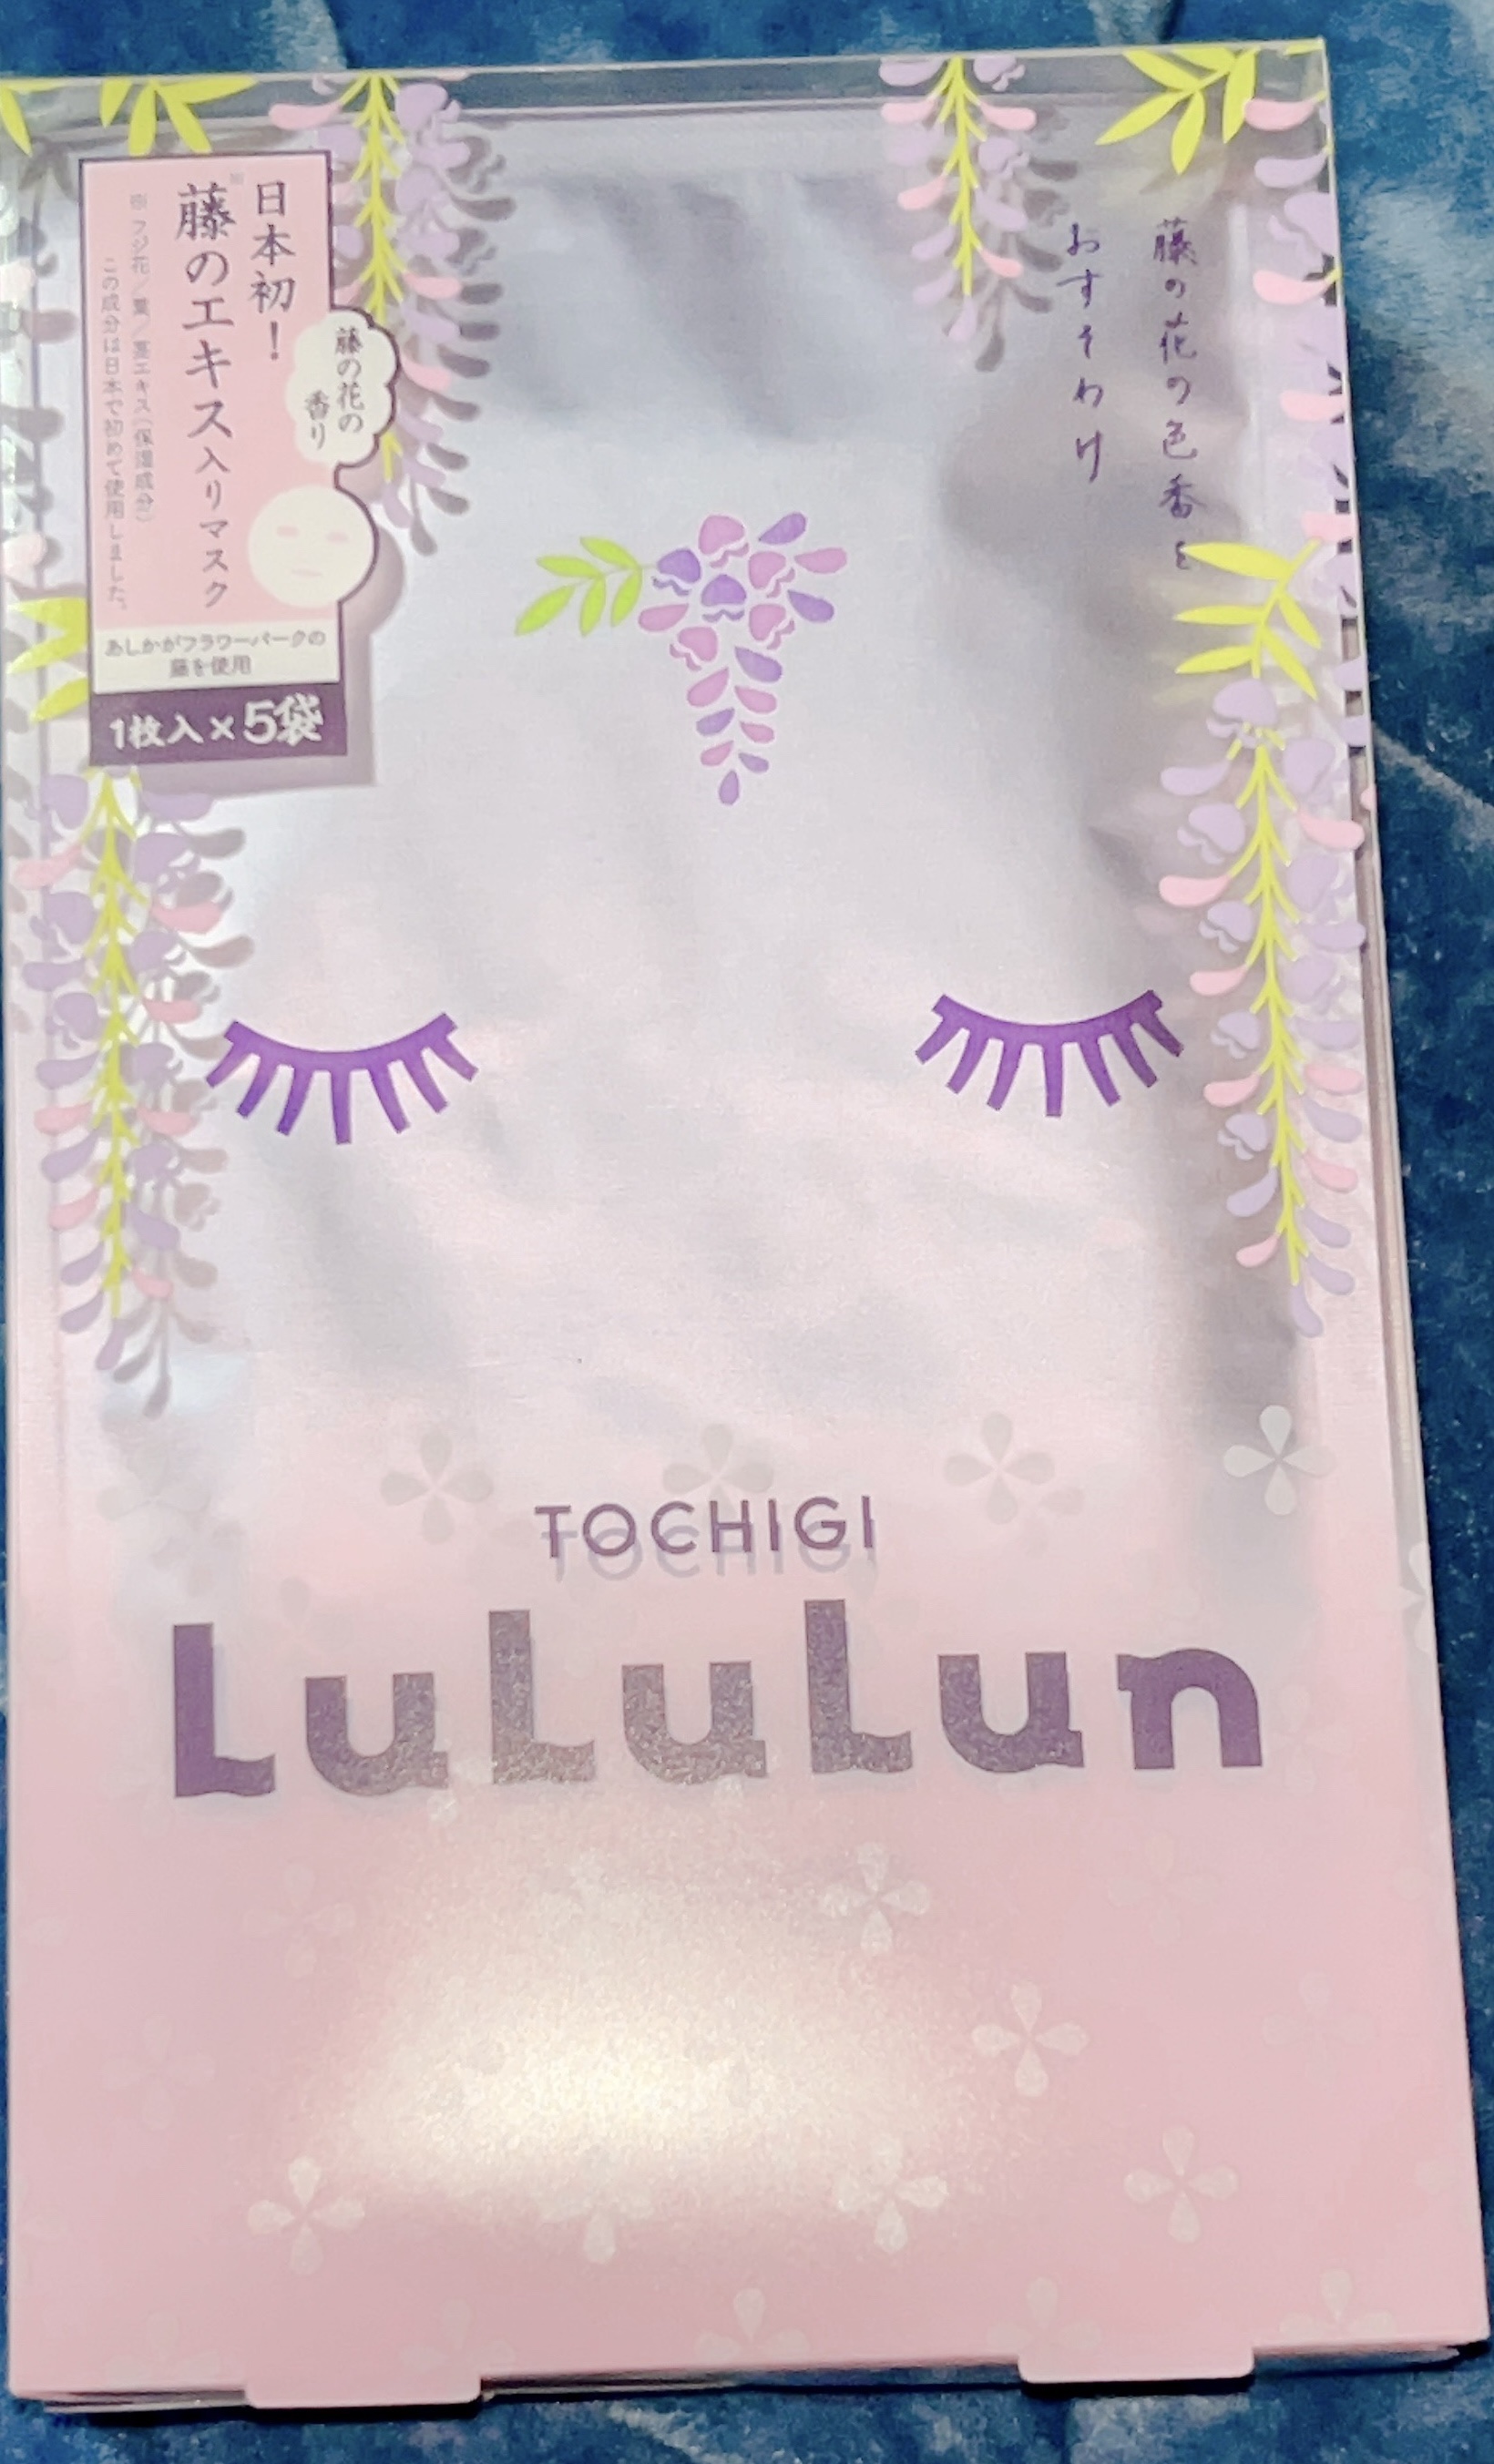 藤の花の色香を
おすそわけ
日本初！
藤のエキス入りマスク
フジ花／葉／茎エキス（保湿成分）
この成分は日本で初めて使用しました。
藤の花の
香り
あしかがフラワーパークの
藤を使用
1枚入×5袋
TOCHIGI
LuLuLun